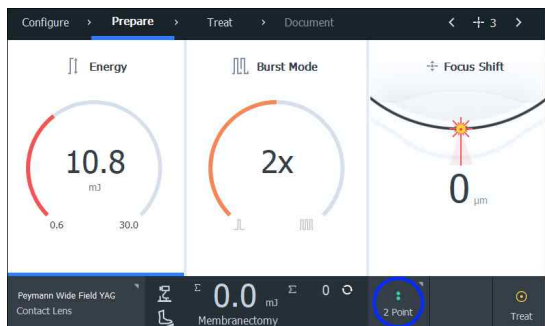 Configure > Prepare > Treat > Document < 3 >
Energy
10.8
mJ
0.6 30.0
Burst Mode
2x
Focus Shift
0 µm
Peymann Wide Field YAG
Contact Lens
Σ 0.0 mJ Σ 0
Membranectomy
2 Point
Treat